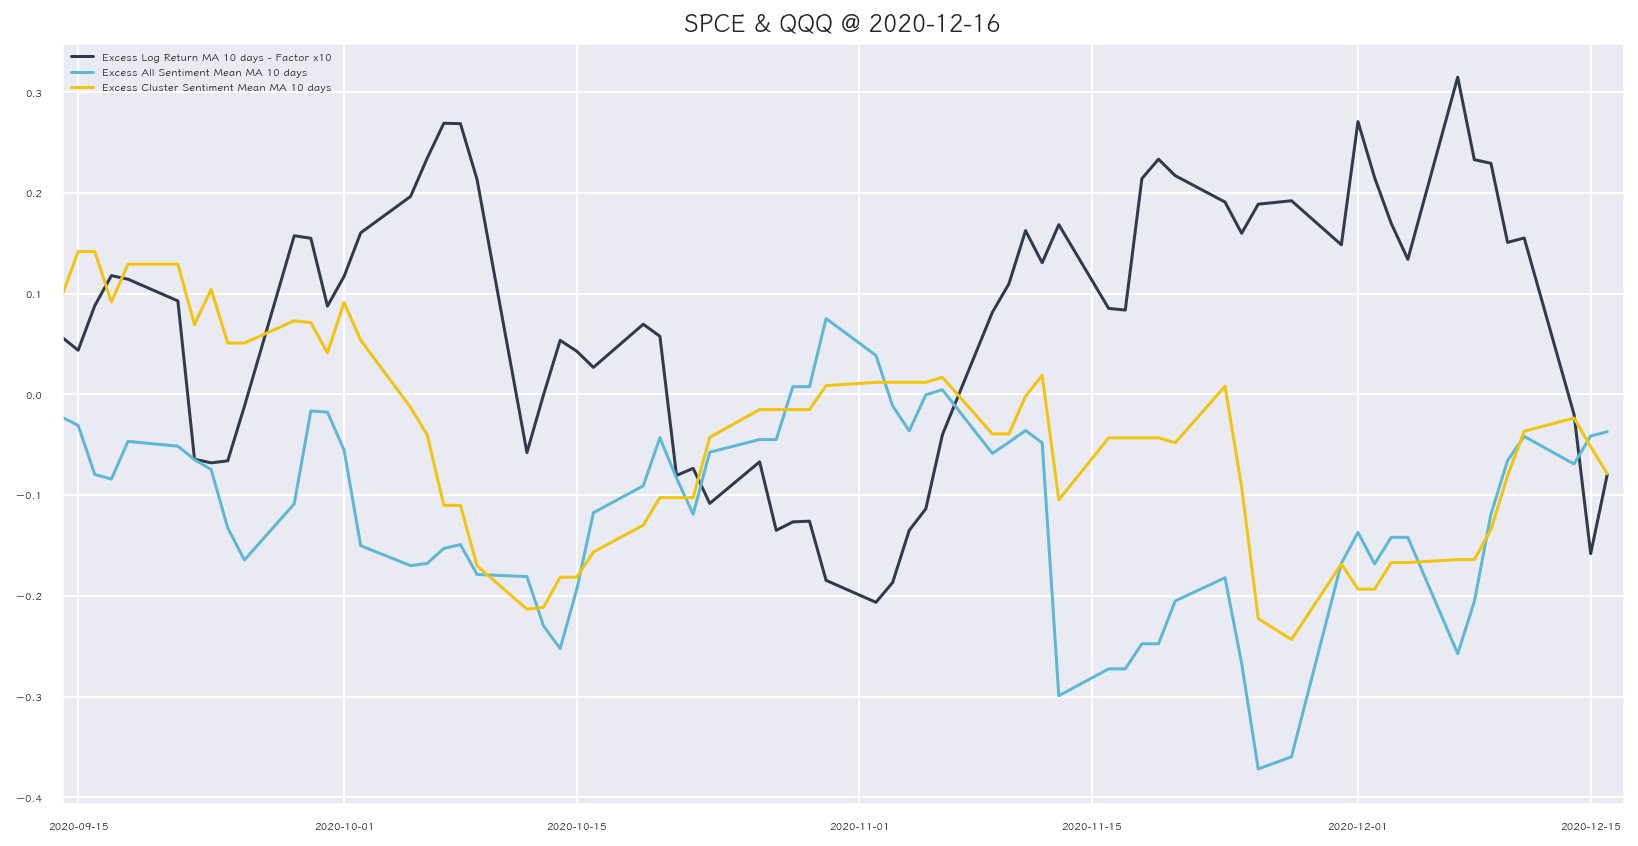 SPCE & QQQ @ 2020-12-16
Excess Log Return MA 10 days - Factor x10
Excess All Sentiment Mean MA 10 days
Excess Cluster Sentiment Mean MA 10 days
0.3
0.2
0.1
0.0
−0.1
−0.2
−0.3
−0.4
2020-09-15 2020-10-01 2020-10-15 2020-11-01 2020-11-15 2020-12-01 2020-12-15